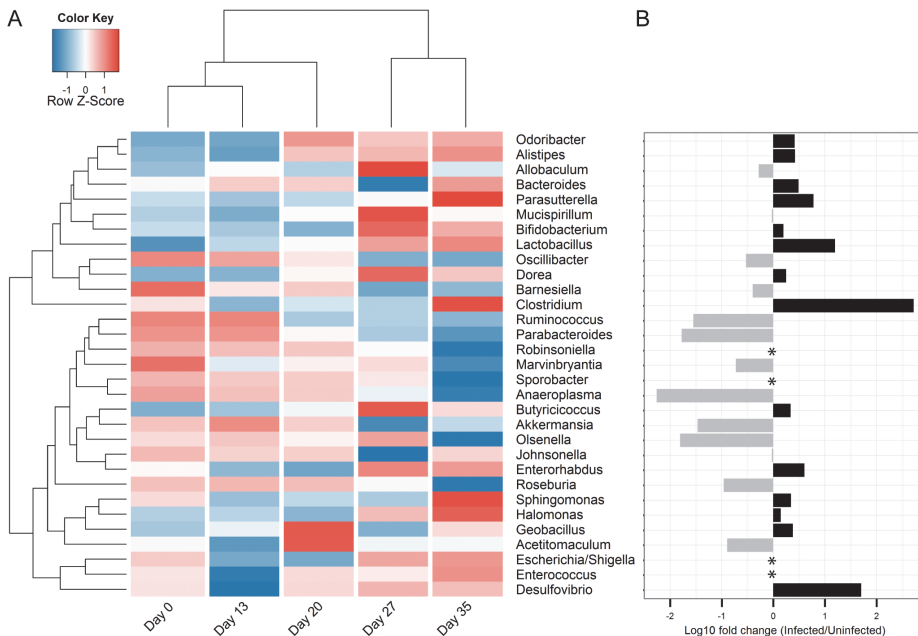 A
B
Color Key
-1 0 1
Row Z-Score
Odoribacter
Alistipes
Allobaculum
Bacteroides
Parasutterella
Mucispirillum
Bifidobacterium
Lactobacillus
Oscillibacter
Dorea
Barnesiella
Clostridium
Ruminococcus
Parabacteroides
Robinsoniella
*
Marvinbryantia
Sporobacter
*
Anaeroplasma
Butyricicoccus
Akkermansia
Olsenella
Johnsonella
Enterorhabdus
Roseburia
Sphingomonas
Halomonas
Geobacillus
Acetitomaculum
Escherichia/Shigella
*
Enterococcus
*
Desulfovibrio
Day 0 Day 13 Day 20 Day 27 Day 35
-2 -1 0 1 2
Log10 fold change (Infected/Uninfected)